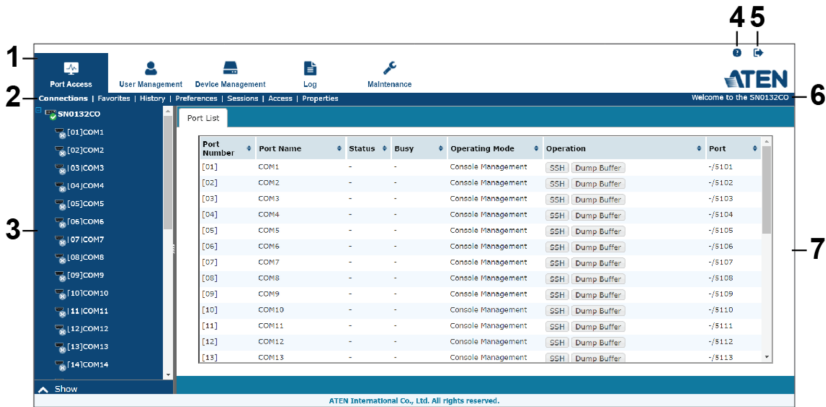 4 5
1
Port Access User Management Device Management Log Maintenance
ATEN
2
Connections | Favorites | History | Preferences | Sessions | Access | Properties
Welcome to the SN0132CO
6
SN0132CO
[01]COM1
[02]COM2
[03]COM3
[04]COM4
[05]COM5
[06]COM6
[07]COM7
[08]COM8
[09]COM9
[10]COM10
[11]COM11
[12]COM12
[13]COM13
[14]COM14
Show
3
Port List
Port Number Port Name Status Busy Operating Mode Operation Port
[01] COM1 - - Console Management SSH Dump Buffer -/5101
[02] COM2 - - Console Management SSH Dump Buffer -/5102
[03] COM3 - - Console Management SSH Dump Buffer -/5103
[04] COM4 - - Console Management SSH Dump Buffer -/5104
[05] COM5 - - Console Management SSH Dump Buffer -/5105
[06] COM6 - - Console Management SSH Dump Buffer -/5106
[07] COM7 - - Console Management SSH Dump Buffer -/5107
[08] COM8 - - Console Management SSH Dump Buffer -/5108
[09] COM9 - - Console Management SSH Dump Buffer -/5109
[10] COM10 - - Console Management SSH Dump Buffer -/5110
[11] COM11 - - Console Management SSH Dump Buffer -/5111
[12] COM12 - - Console Management SSH Dump Buffer -/5112
[13] COM13 - - Console Management SSH Dump Buffer -/5113
7
ATEN International Co., Ltd. All rights reserved.